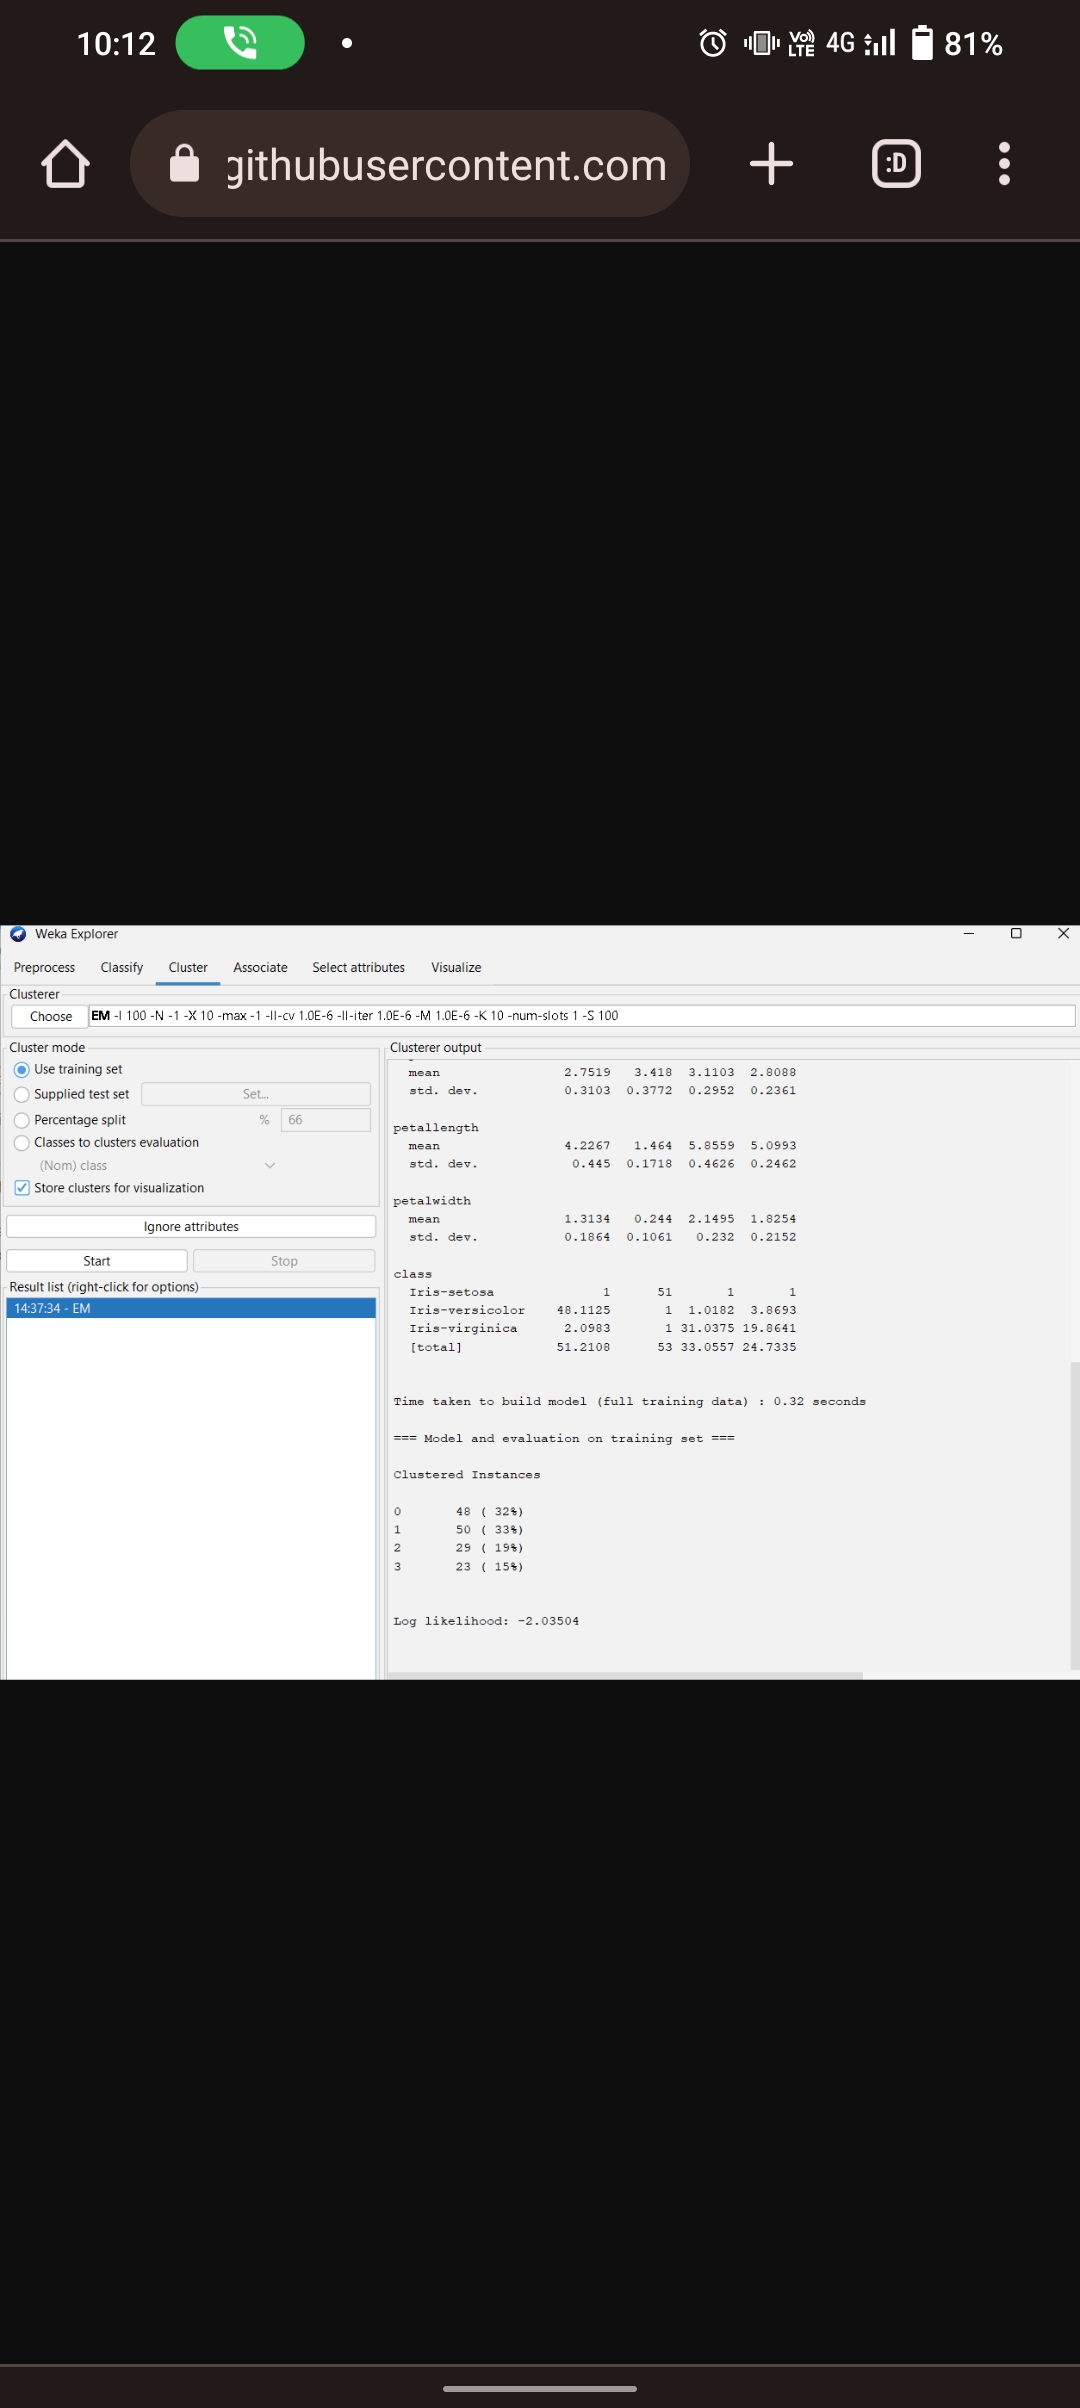 10:12 VoI) LTE 4G 81%
githubusercontent.com :D
Weka Explorer
Preprocess Classify Cluster Associate Select attributes Visualize
Clusterer
Choose EM -I 100 -N -1 -X 10 -max -1 -ll-cv 1.0E-6 -ll-iter 1.0E-6 -M 1.0E-6 -K 10 -num-slots 1 -S 100
Cluster mode
Use training set
Supplied test set Set...
Percentage split % 66
Classes to clusters evaluation
(Nom) class
Store clusters for visualization
Ignore attributes
Start Stop
Result list (right-click for options)
14:37:34 - EM
Clusterer output
mean 2.7519 3.418 3.1103 2.8088
std. dev. 0.3103 0.3772 0.2952 0.2361
petallength
mean 4.2267 1.464 5.8559 5.0993
std. dev. 0.445 0.1718 0.4626 0.2462
petalwidth
mean 1.3134 0.244 2.1495 1.8254
std. dev. 0.1864 0.1061 0.232 0.2152
class
Iris-setosa 1 51 1 1
Iris-versicolor 48.1125 1 1.0182 3.8693
Iris-virginica 2.0983 1 31.0375 19.8641
[total] 51.2108 53 33.0557 24.7335
Time taken to build model (full training data) : 0.32 seconds
=== Model and evaluation on training set ===
Clustered Instances
0 48 ( 32%)
1 50 ( 33%)
2 29 ( 19%)
3 23 ( 15%)
Log likelihood: -2.03504